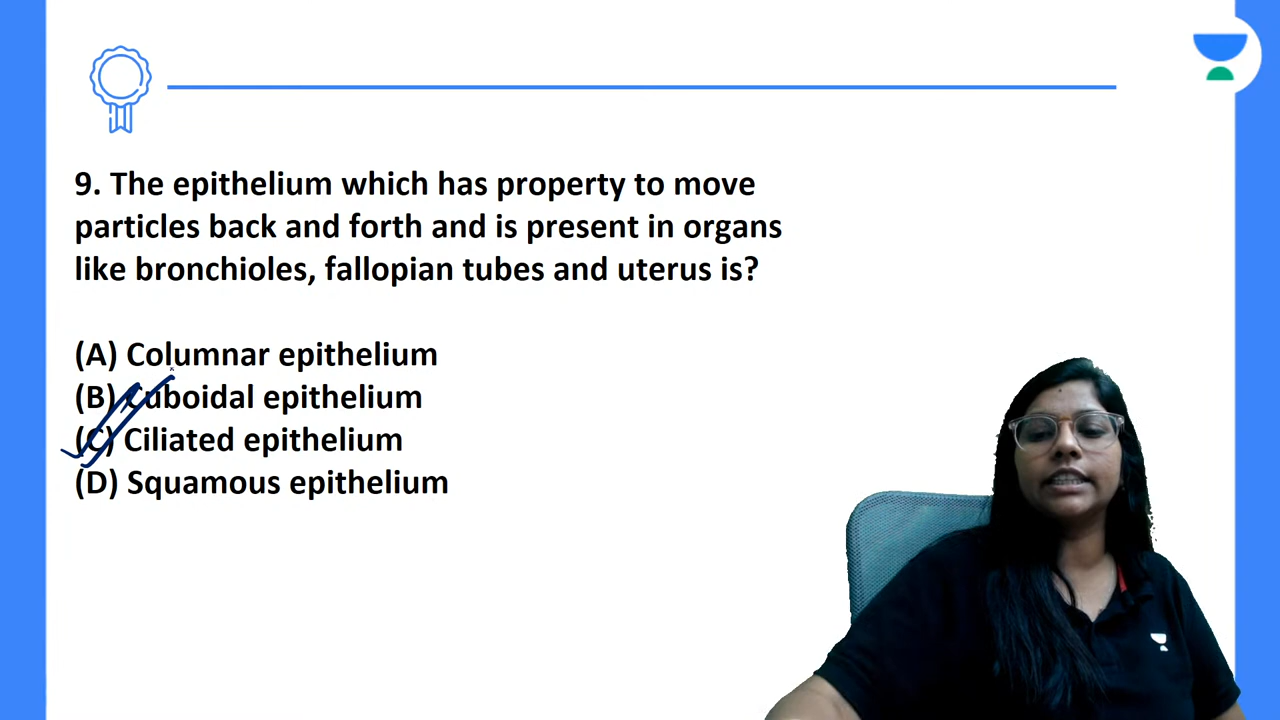 9. The epithelium which has property to move
particles back and forth and is present in organs
like bronchioles, fallopian tubes and uterus is?
(A) Columnar epithelium
(B) Cuboidal epithelium
(C) Ciliated epithelium
(D) Squamous epithelium